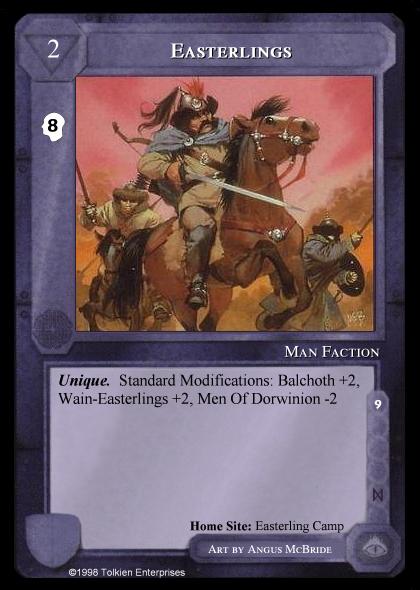 2
Easterlings
8
Man Faction
Unique. Standard Modifications: Balchoth +2,
Wain-Easterlings +2, Men Of Dorwinion -2
9
Home Site: Easterling Camp
Art by Angus McBride
©1998 Tolkien Enterprises